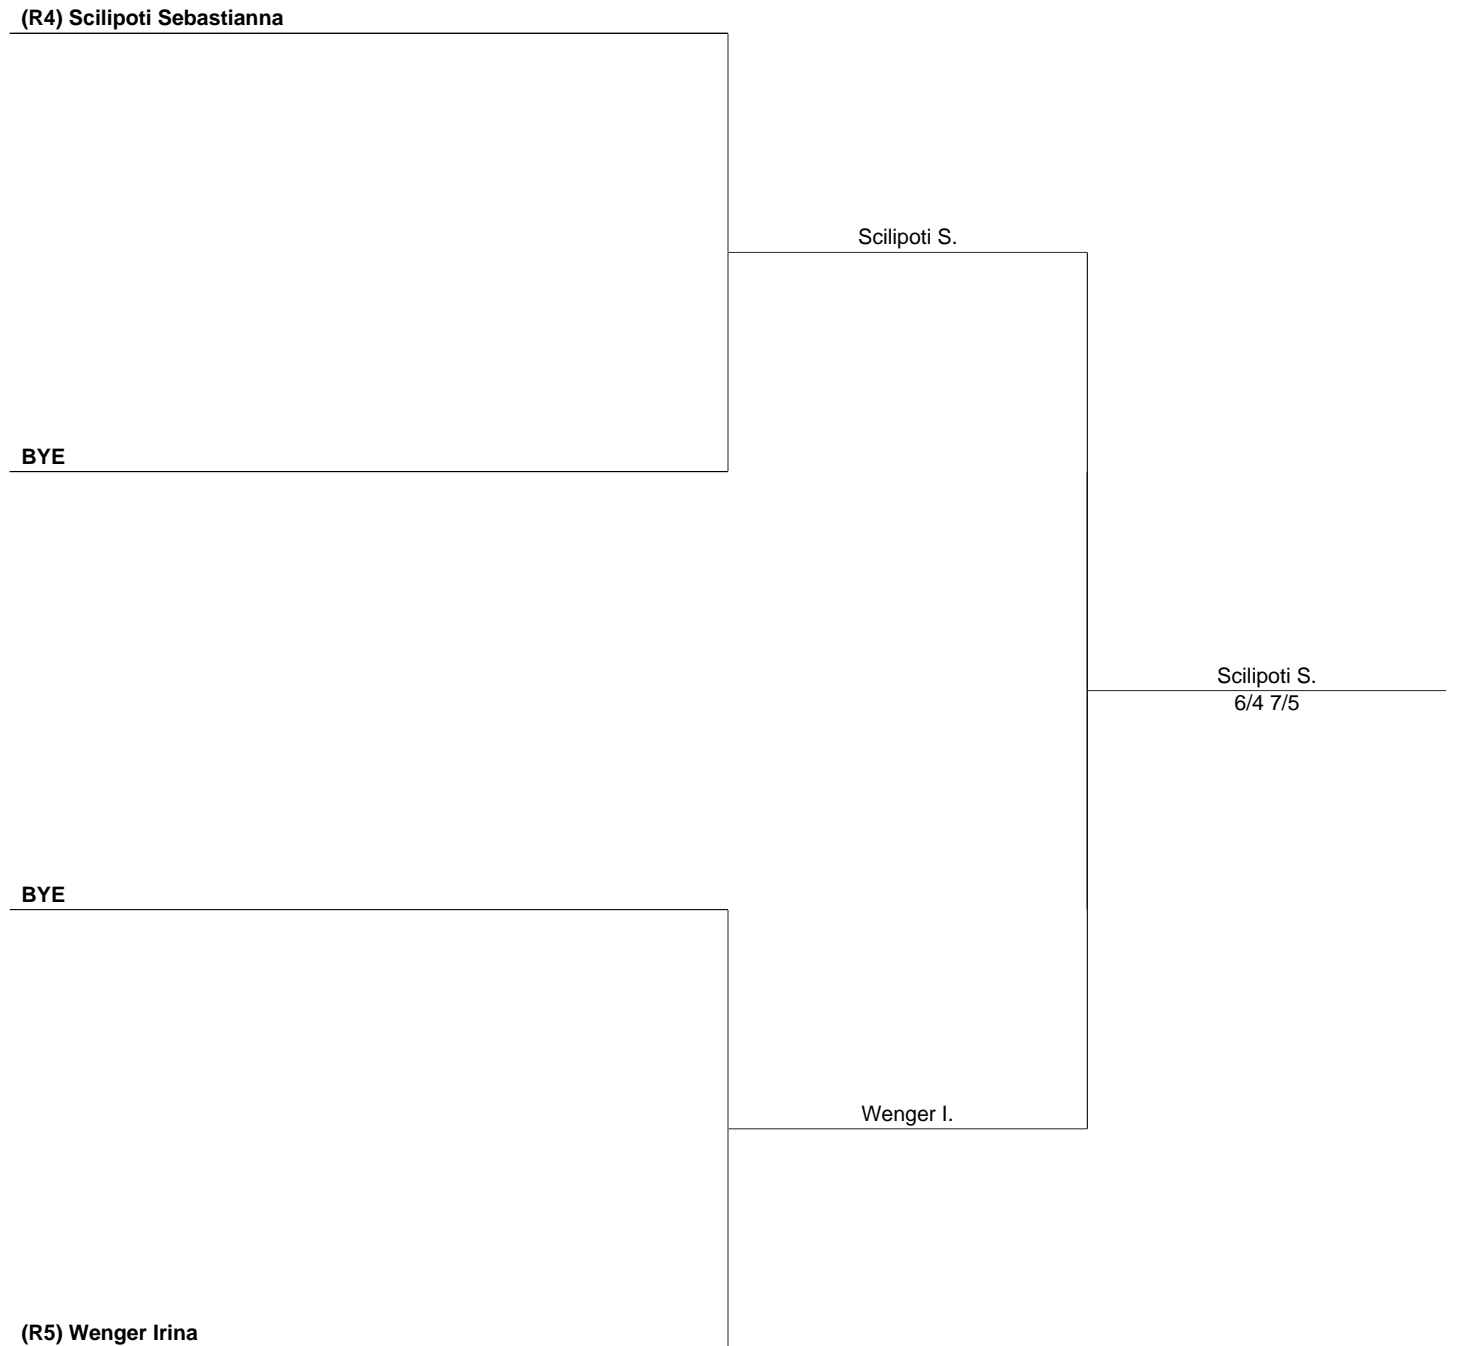 (R4) Scilipoti Sebastianna
Scilipoti S.
BYE
Scilipoti S.
6/4 7/5
BYE
Wenger I.
(R5) Wenger Irina